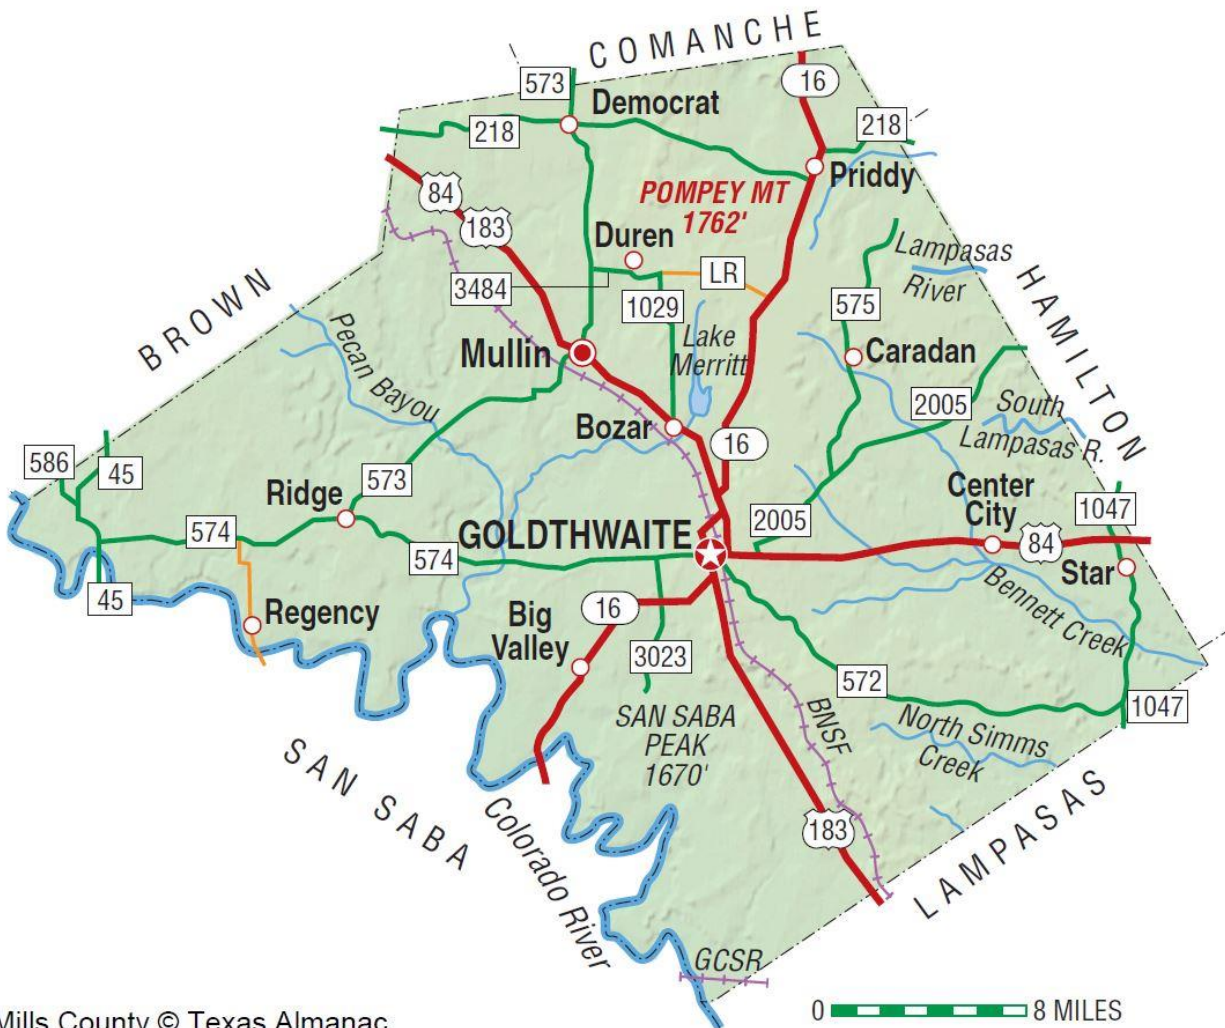 COMANCHE
573
Democrat
16
218
218
Priddy
84
POMPEY MT
1762'
183
Duren
Lampasas
River
HAMILTON
LR
3484
1029
575
BROWN
Pecan Bayou
Mullin
Lake
Merritt
Caradan
2005
South
Lampasas R.
Bozar
16
586
45
573
Ridge
Center
City
1047
574
GOLDTHWAITE
2005
84
574
Star
45
Regency
16
Big
Valley
Bennett Creek
3023
572
1047
SAN SABA
PEAK
1670'
BNSF
North Simms
Creek
SAN SABA
Colorado River
183
LAMPASAS
GCSR
Mills County © Texas Almanac
0 8 MILES